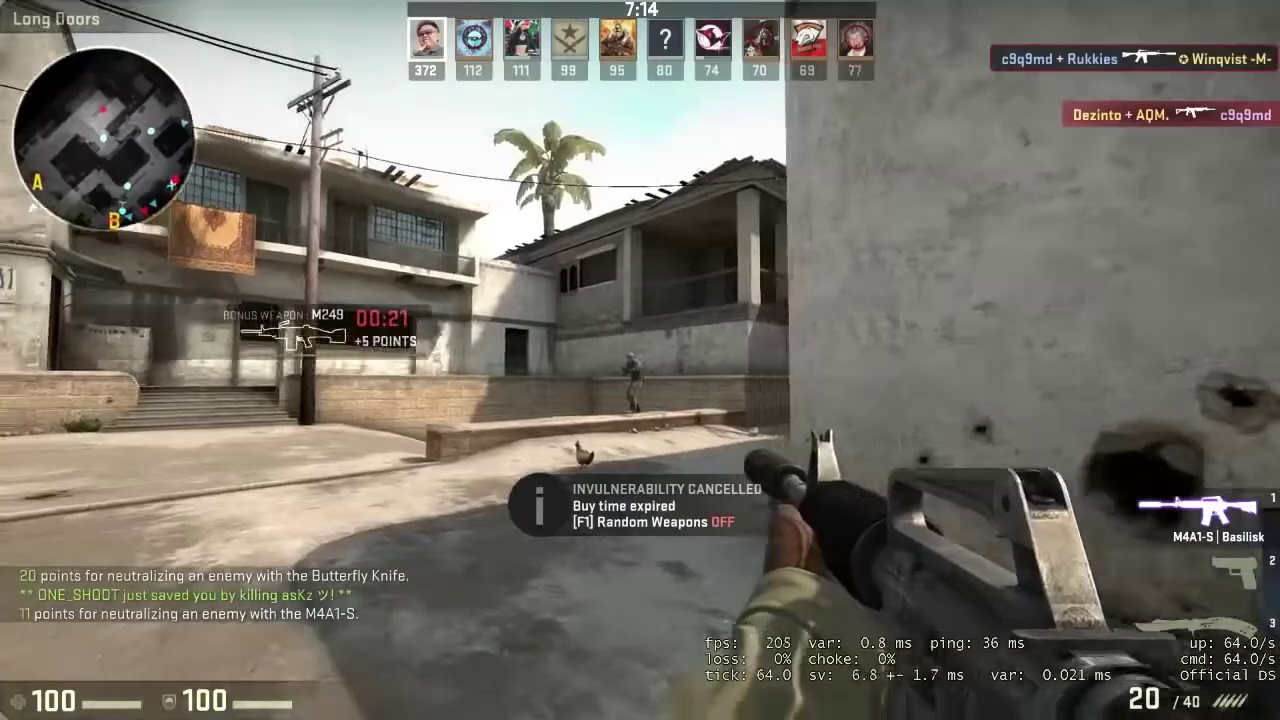 Long Doors
7:14
372 112 111 99 95 80 74 70 69 77
c9q9md + Rukkies Winqvist -M-
Dezinto + AQM. c9q9md
A
B
BONUS WEAPON: M249
00:21
+5 POINTS
INVULNERABILITY CANCELLED
Buy time expired
[F1] Random Weapons OFF
1
M4A1-S | Basilisk
2
3
20 points for neutralizing an enemy with the Butterfly Knife.
** ONE_SHOOT just saved you by killing asKz ツ! **
11 points for neutralizing an enemy with the M4A1-S.
fps: 205 var: 0.8 ms ping: 36 ms
loss: 0% choke: 0%
tick: 64.0 sv: 6.8 +- 1.7 ms var: 0.021 ms
up: 64.0/s
cmd: 64.0/s
Official DS
100 100
20 / 40